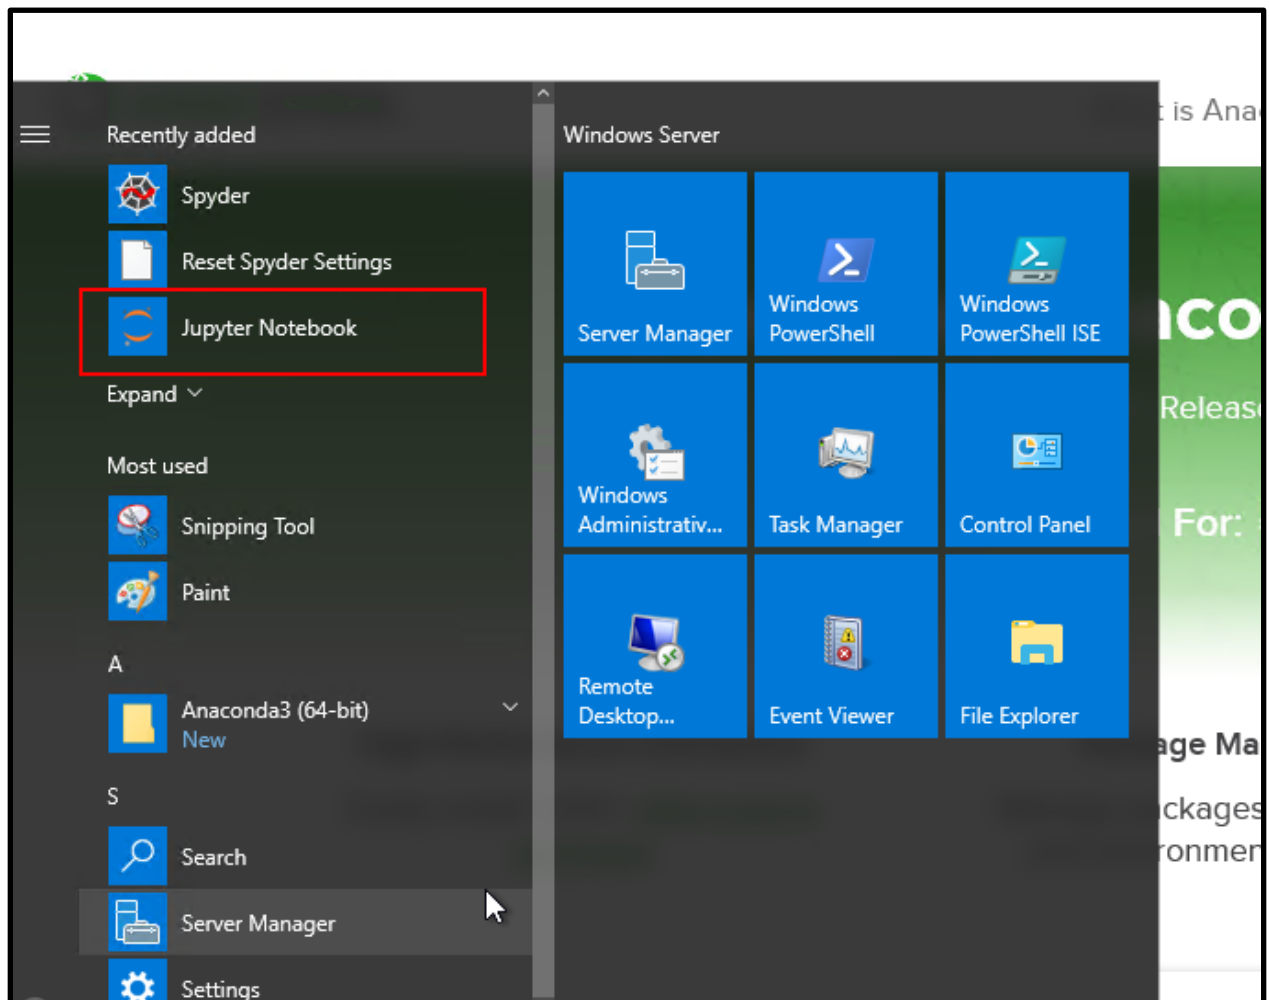 Recently added
Spyder
Reset Spyder Settings
Jupyter Notebook
Expand
Most used
Snipping Tool
Paint
A
Anaconda3 (64-bit)
New
S
Search
Server Manager
Settings
Windows Server
Server Manager
Windows
PowerShell
Windows
PowerShell ISE
Windows
Administrativ...
Task Manager
Control Panel
Remote
Desktop...
Event Viewer
File Explorer
is Ana
co
Releas
For:
age Ma
ckages
ronmen